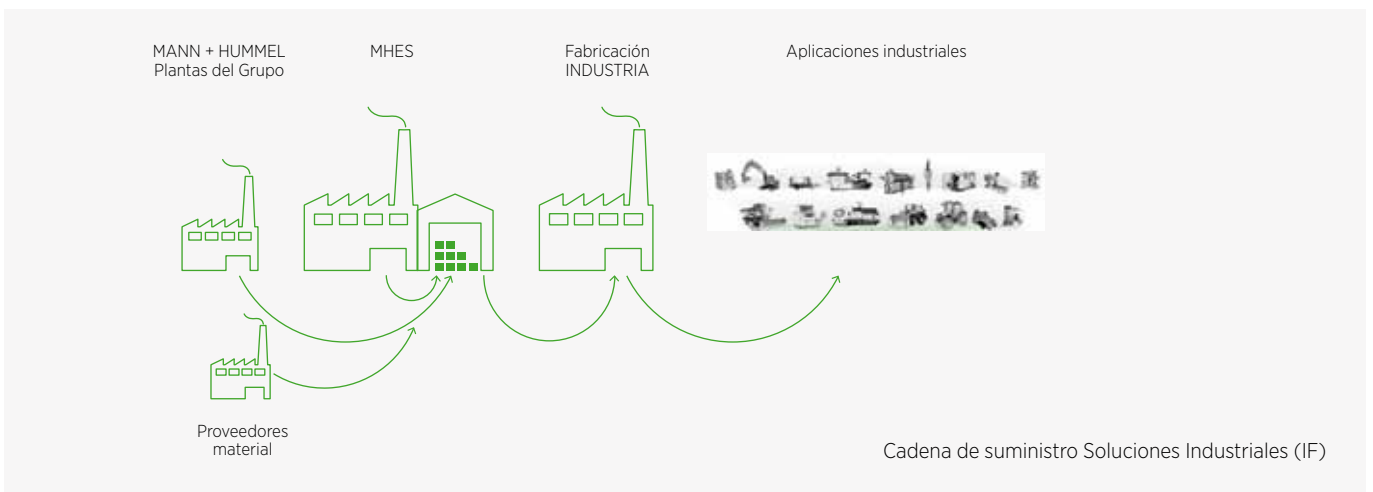 MANN + HUMMEL
Plantas del Grupo
MHES
Fabricación
INDUSTRIA
Aplicaciones industriales
Proveedores
material
Cadena de suministro Soluciones Industriales (IF)